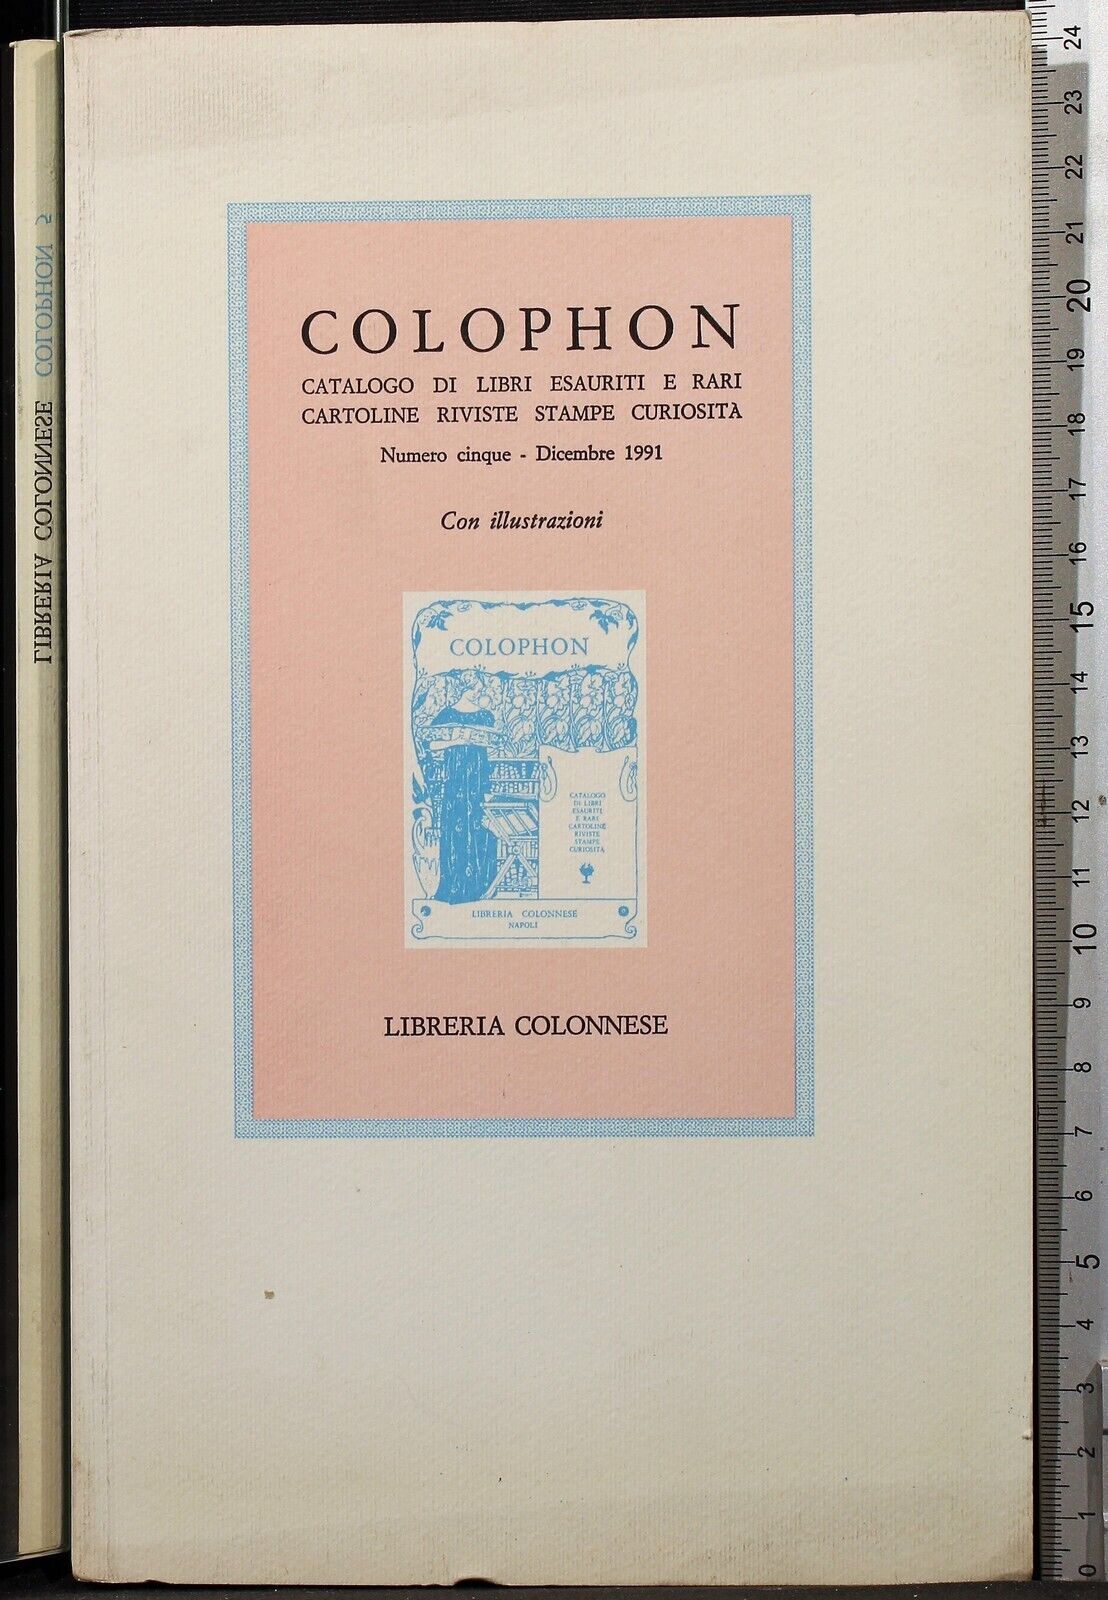 COLOPHON
CATALOGO DI LIBRI ESAURITI E RARI
CARTOLINE RIVISTE STAMPE CURIOSITÀ
Numero cinque - Dicembre 1991
Con illustrazioni
COLOPHON
CATALOGO
DI LIBRI
ESAURITI
E RARI
CARTOLINE
RIVISTE
STAMPE
CURIOSITÀ
LIBRERIA COLONNESE
NAPOLI
LIBRERIA COLONNESE
LIBRERIA COLONNESE COLOPHON 5
24
23
22
21
20
19
18
17
16
15
14
13
12
11
10
9
8
7
6
5
4
3
2
1
0